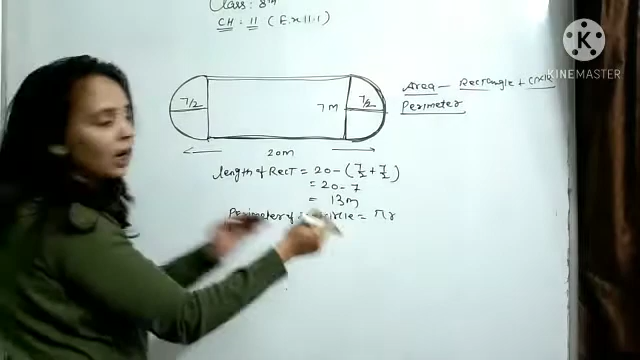 Class: 8th
CH: 11 (Ex 11.1)
KINEMASTER
Area - Rectangle + Circle
Perimeter
7/2
7M
7/2
20m
length of Rect = 20 - (7/2 + 7/2)
= 20 - 7
= 13m
Perimeter of = πr